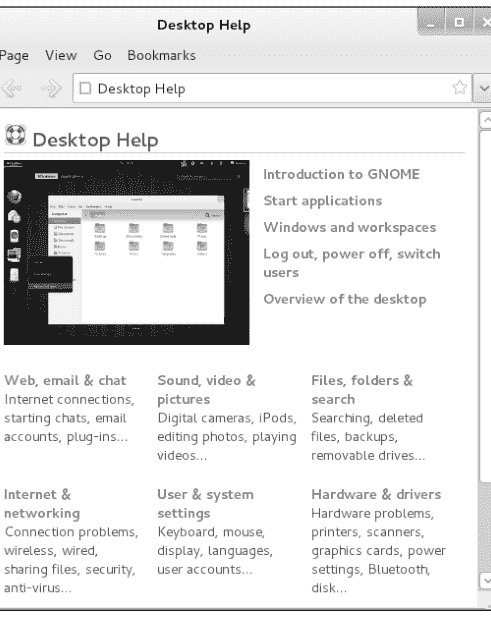 Desktop Help
Page View Go Bookmarks
Desktop Help
Desktop Help
Introduction to GNOME
Start applications
Windows and workspaces
Log out, power off, switch
users
Overview of the desktop
Web, email & chat
Internet connections,
starting chats, email
accounts, plug-ins...
Sound, video &
pictures
Digital cameras, iPods,
editing photos, playing
videos...
Files, folders &
search
Searching, deleted
files, backups,
removable drives...
Internet &
networking
Connection problems,
wireless, wired,
sharing files, security,
anti-virus...
User & system
settings
Keyboard, mouse,
display, languages,
user accounts...
Hardware & drivers
Hardware problems,
printers, scanners,
graphics cards, power
settings, Bluetooth,
disk...